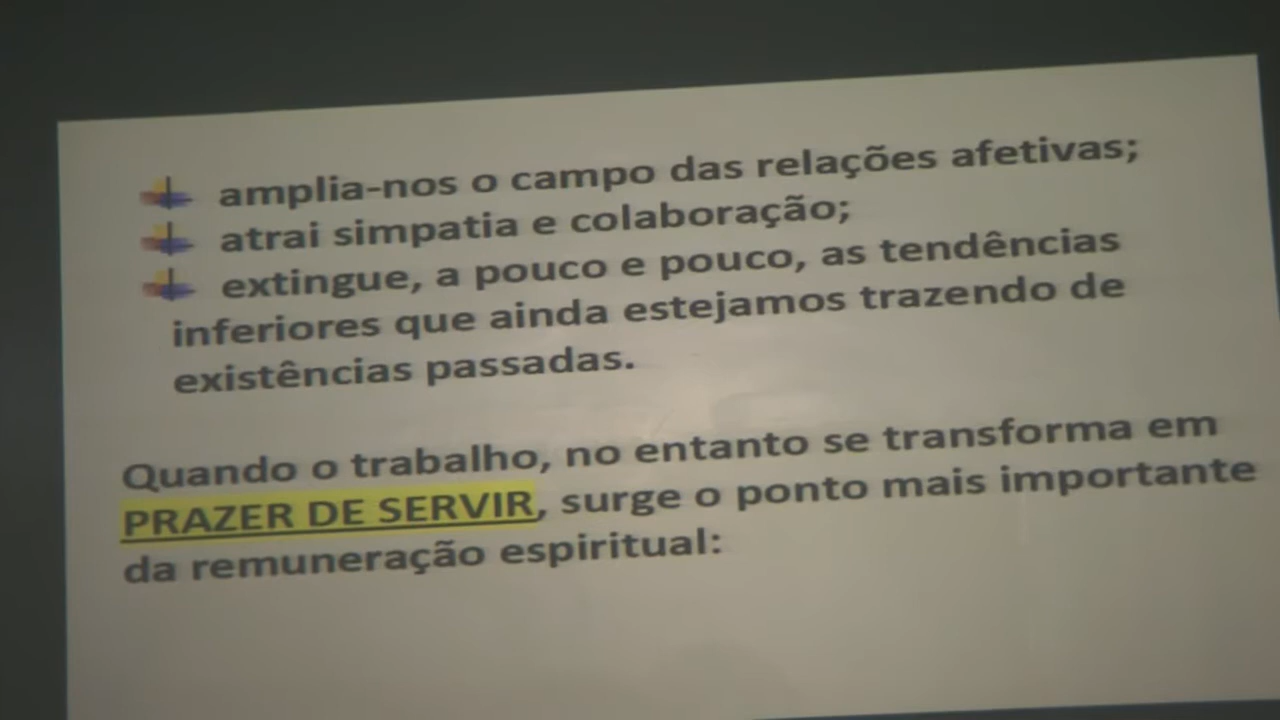 amplia-nos o campo das relações afetivas;
atrai simpatia e colaboração;
extingue, a pouco e pouco, as tendências
inferiores que ainda estejamos trazendo de
existências passadas.
Quando o trabalho, no entanto se transforma em
PRAZER DE SERVIR, surge o ponto mais importante
da remuneração espiritual: